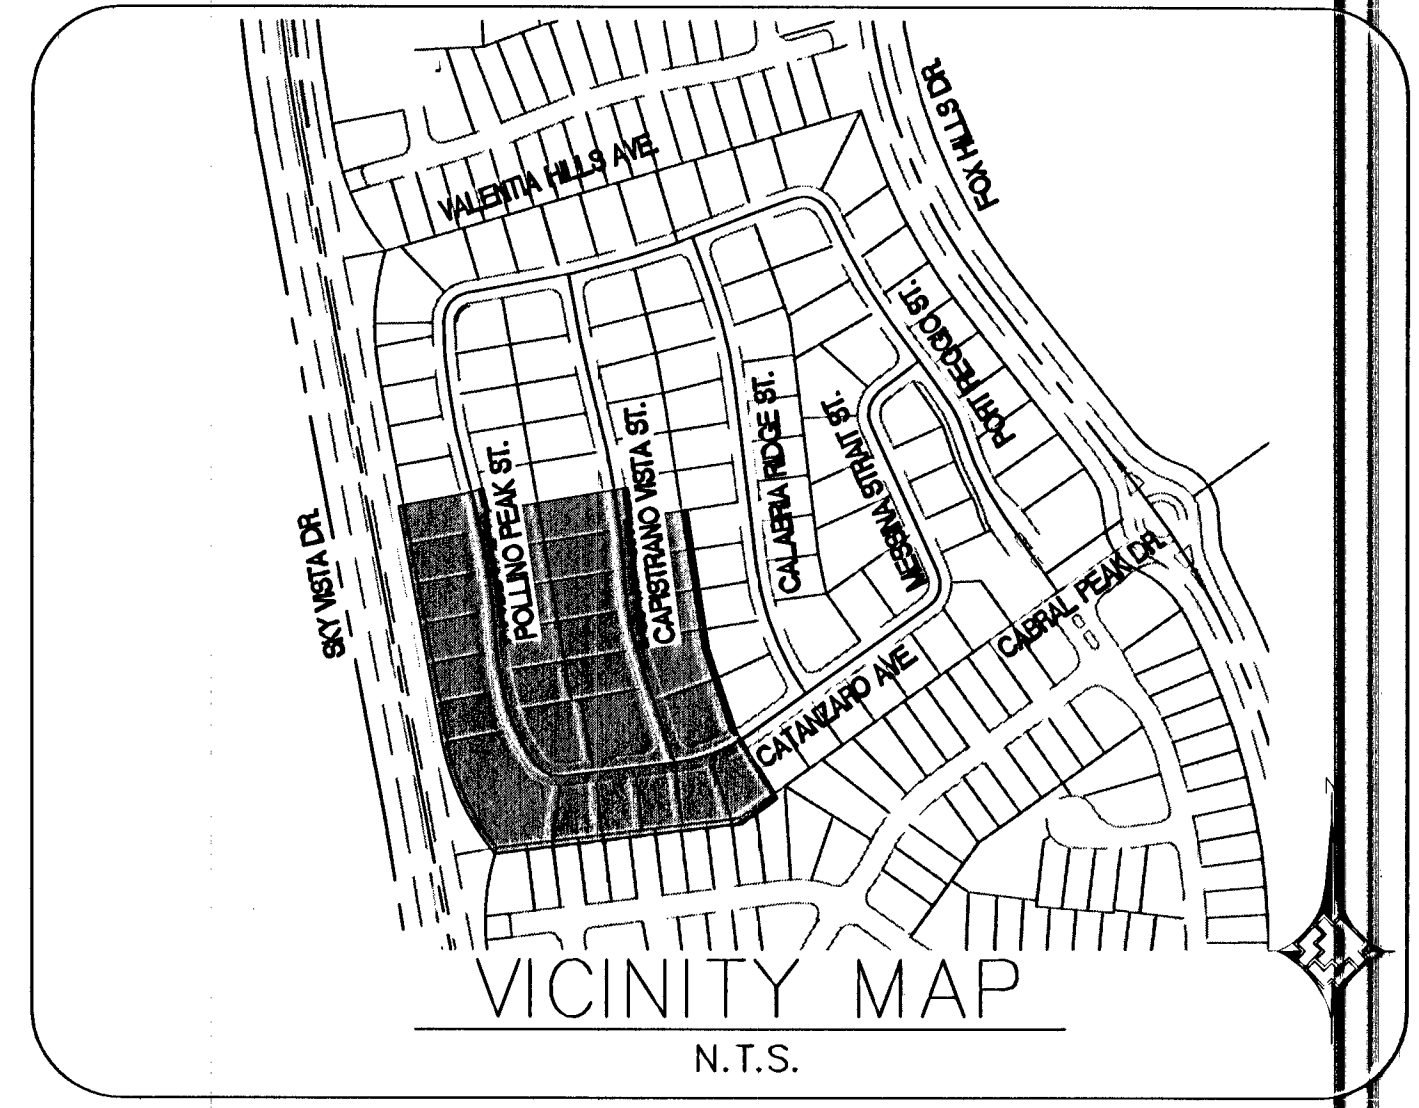 FOX HILLS DR.
VALENTIA HILLS AVE.
PORT REGGIO ST.
CALABRIA RIDGE ST.
MESSINA STRAIT ST.
CAPISTRANO VISTA ST.
POLLINO PEAK ST.
SKY VISTA DR.
CABRAL PEAK DR.
CATANZARO AVE.
VICINITY MAP
N.T.S.